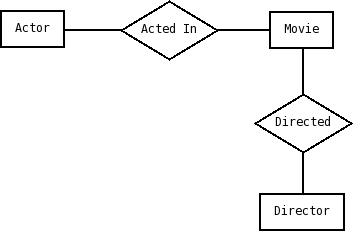 Actor
Acted In
Movie
Directed
Director